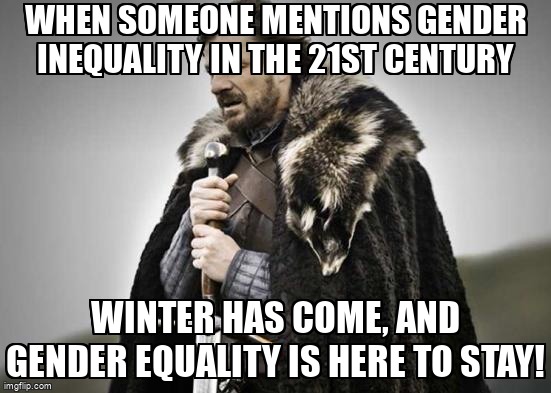 WHEN SOMEONE MENTIONS GENDER
INEQUALITY IN THE 21ST CENTURY
WINTER HAS COME, AND
GENDER EQUALITY IS HERE TO STAY!
imgflip.com